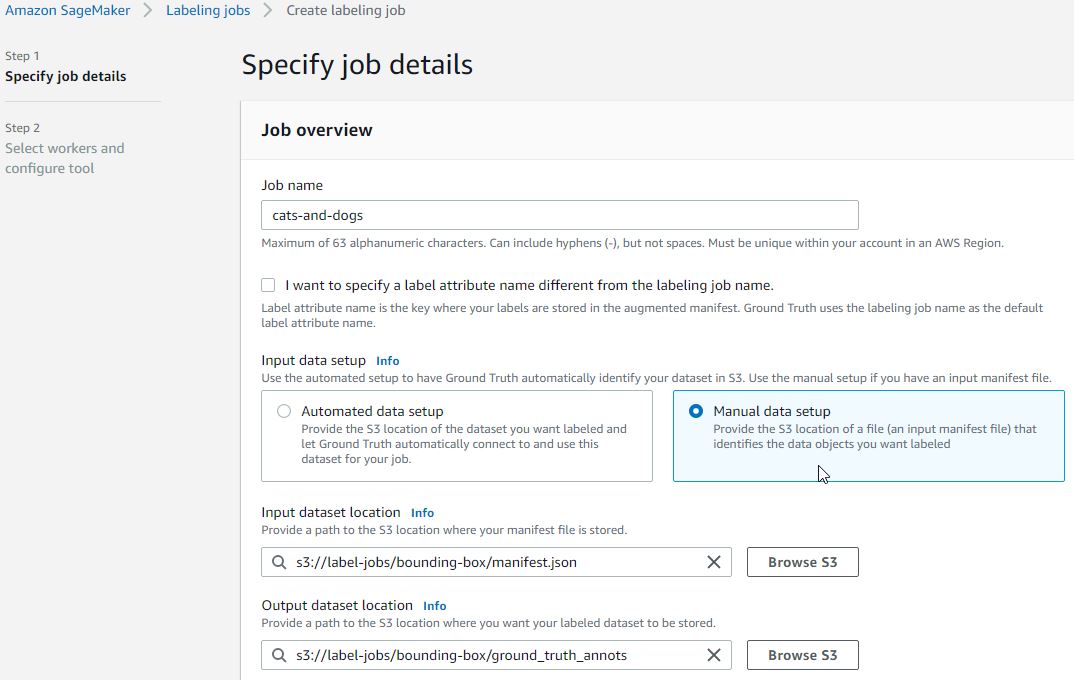 Amazon SageMaker > Labeling jobs > Create labeling job
Step 1
Specify job details
Step 2
Select workers and
configure tool
Specify job details
Job overview
Job name
cats-and-dogs
Maximum of 63 alphanumeric characters. Can include hyphens (-), but not spaces. Must be unique within your account in an AWS Region.
I want to specify a label attribute name different from the labeling job name.
Label attribute name is the key where your labels are stored in the augmented manifest. Ground Truth uses the labeling job name as the default
label attribute name.
Input data setup Info
Use the automated setup to have Ground Truth automatically identify your dataset in S3. Use the manual setup if you have an input manifest file.
Automated data setup
Provide the S3 location of the dataset you want labeled and
let Ground Truth automatically connect to and use this
dataset for your job.
Manual data setup
Provide the S3 location of a file (an input manifest file) that
identifies the data objects you want labeled
Input dataset location Info
Provide a path to the S3 location where your manifest file is stored.
s3://label-jobs/bounding-box/manifest.json
Browse S3
Output dataset location Info
Provide a path to the S3 location where you want your labeled dataset to be stored.
s3://label-jobs/bounding-box/ground_truth_annots
Browse S3